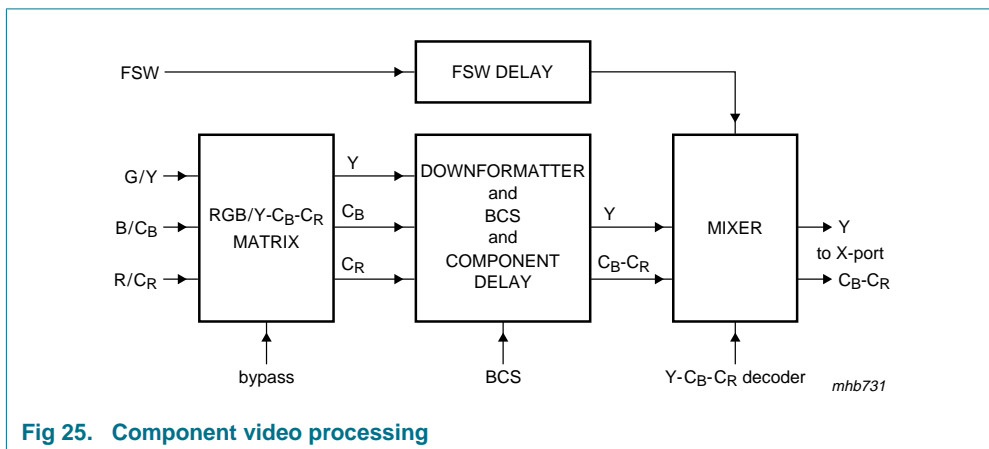 FSW
FSW DELAY
G/Y
B/CB
R/CR
RGB/Y-CB-CR
MATRIX
Y
CB
CR
DOWNFORMATTER
and
BCS
and
COMPONENT
DELAY
Y
CB-CR
MIXER
Y
to X-port
CB-CR
bypass
BCS
Y-CB-CR decoder
mhb731
Fig 25. Component video processing